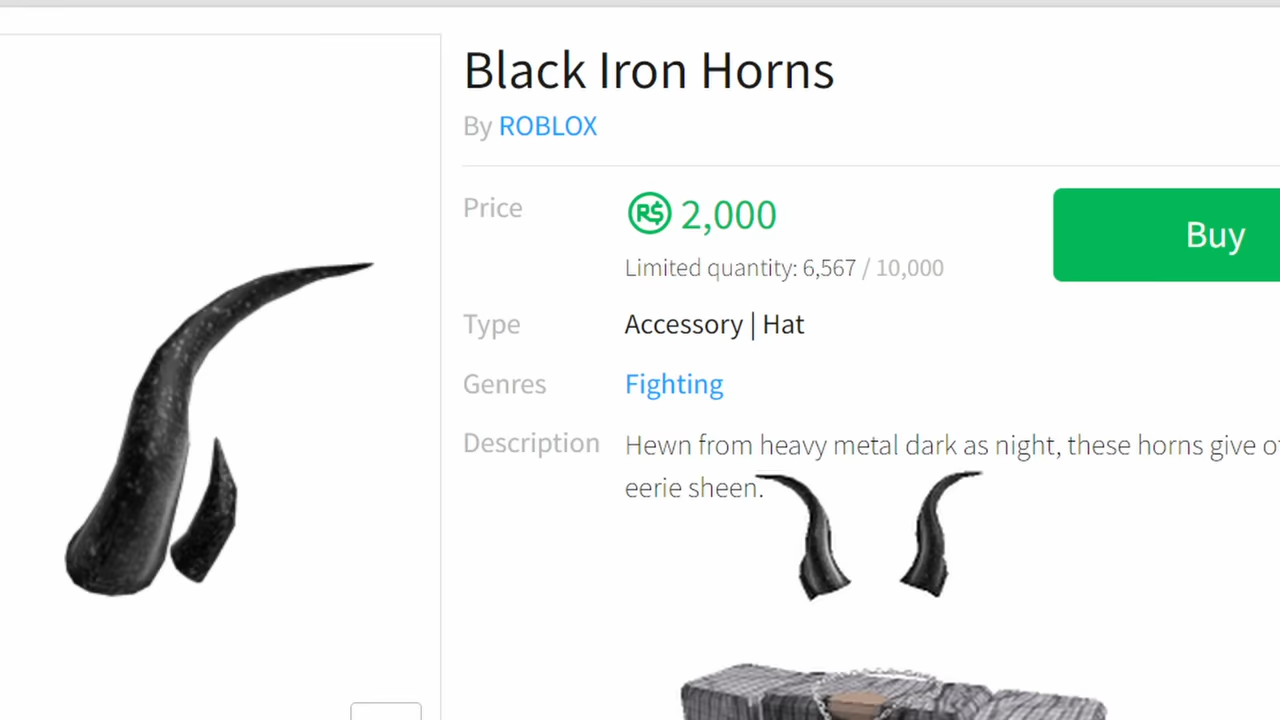 Black Iron Horns
By ROBLOX
Price
R$ 2,000
Buy
Limited quantity: 6,567 / 10,000
Type
Accessory | Hat
Genres
Fighting
Description
Hewn from heavy metal dark as night, these horns give
eerie sheen.